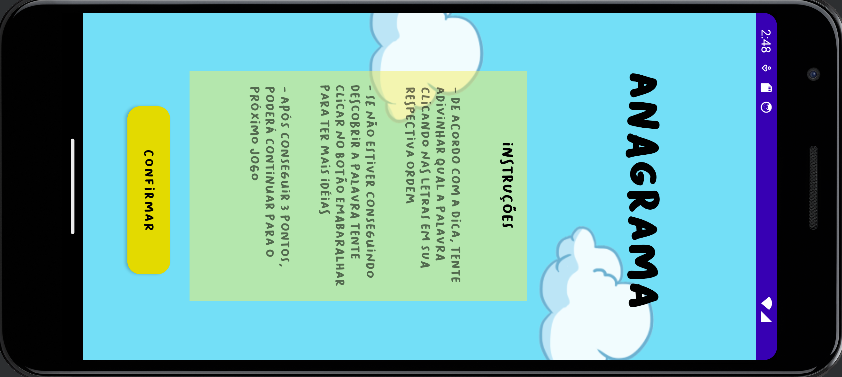 2:48
ANAGRAMA
INSTRUÇÕES
- DE ACORDO COM A DICA, TENTE
ADIVINHAR QUAL A PALAVRA
CLICANDO NAS LETRAS EM SUA
RESPECTIVA ORDEM
- SE NÃO ESTIVER CONSEGUINDO
DESCOBRIR A PALAVRA TENTE
CLICAR NO BOTÃO EMABARALHAR
PARA TER MAIS IDÉIAS
- APÓS CONSEGUIR 3 PONTOS,
PODERÁ CONTINUAR PARA O
PRÓXIMO JOGO
CONFIRMAR